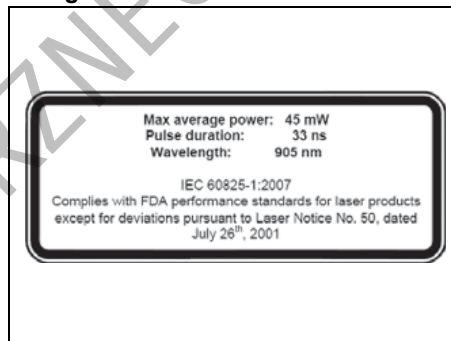 Max average power: 45 mW
Pulse duration: 33 ns
Wavelength: 905 nm
IEC 60825-1:2007
Complies with FDA performance standards for laser products
except for deviations pursuant to Laser Notice No. 50, dated
July 26th, 2001